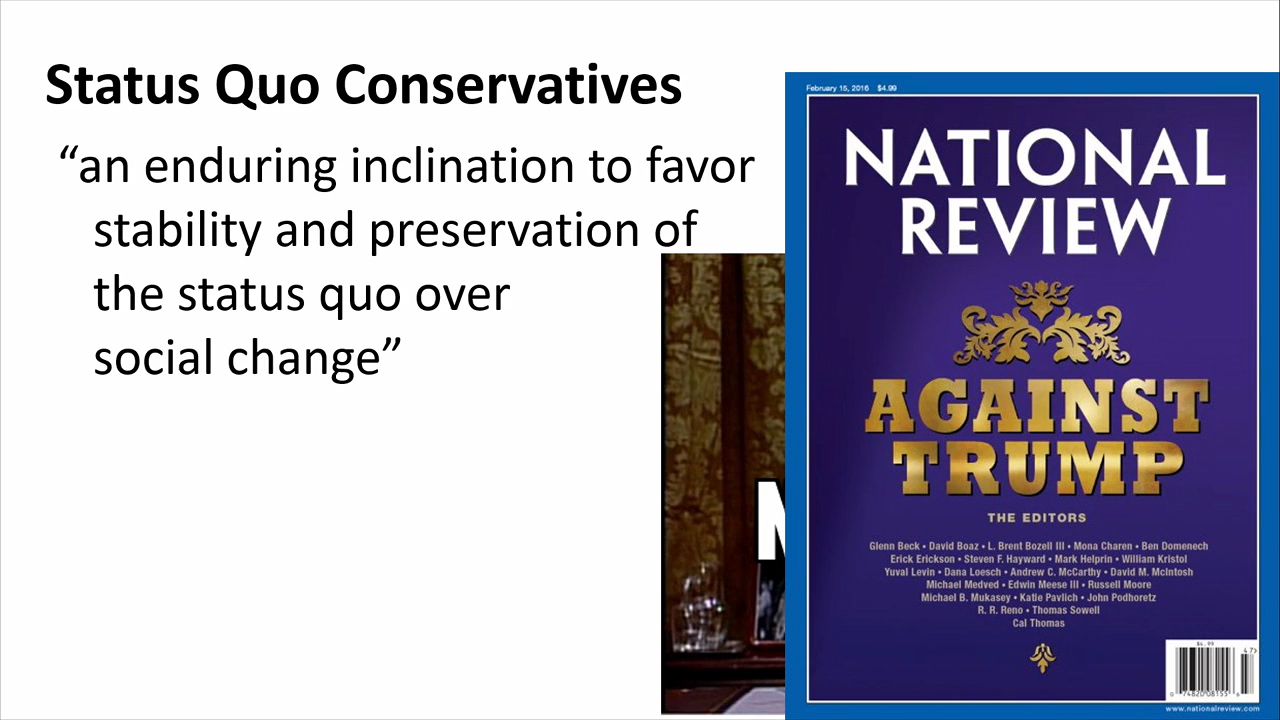 Status Quo Conservatives
“an enduring inclination to favor
stability and preservation of
the status quo over
social change”
February 15, 2016 $4.99
NATIONAL
REVIEW
AGAINST
TRUMP
THE EDITORS
Glenn Beck • David Boaz • L. Brent Bozell III • Mona Charen • Ben Domenech
Erick Erickson • Steven F. Hayward • Mark Helprin • William Kristol
Yuval Levin • Dana Loesch • Andrew C. McCarthy • David M. McIntosh
Michael Medved • Edwin Meese III • Russell Moore
Michael B. Mukasey • Katie Pavlich • John Podhoretz
R. R. Reno • Thomas Sowell
Cal Thomas
$4.99
47>
www.nationalreview.com